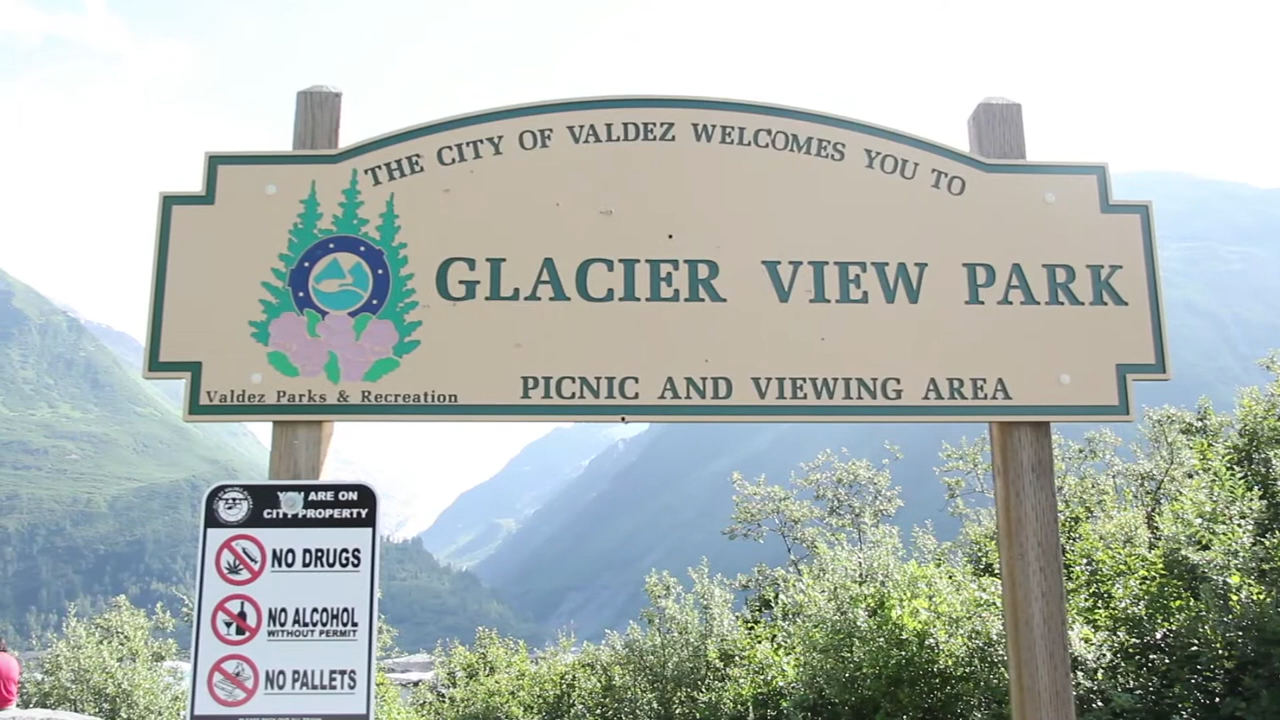 THE CITY OF VALDEZ WELCOMES YOU TO
GLACIER VIEW PARK
PICNIC AND VIEWING AREA
Valdez Parks & Recreation
YOU ARE ON
CITY PROPERTY
NO DRUGS
NO ALCOHOL
WITHOUT PERMIT
NO PALLETS